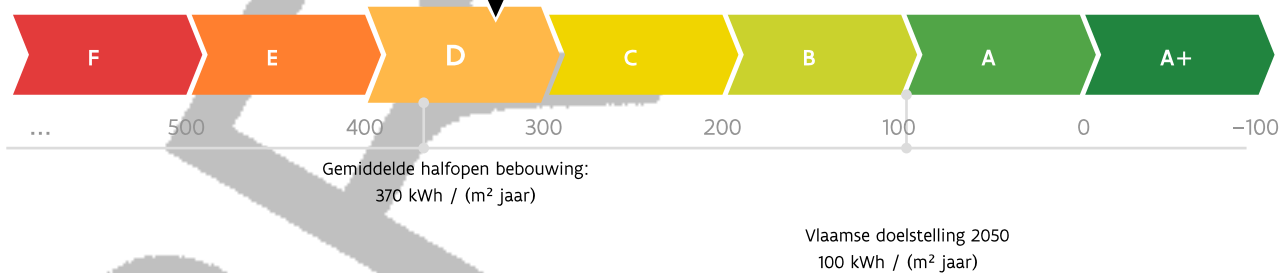 F E D C B A A+
... 500 400 300 200 100 0 −100
Gemiddelde halfopen bebouwing:
370 kWh / (m² jaar)
Vlaamse doelstelling 2050
100 kWh / (m² jaar)